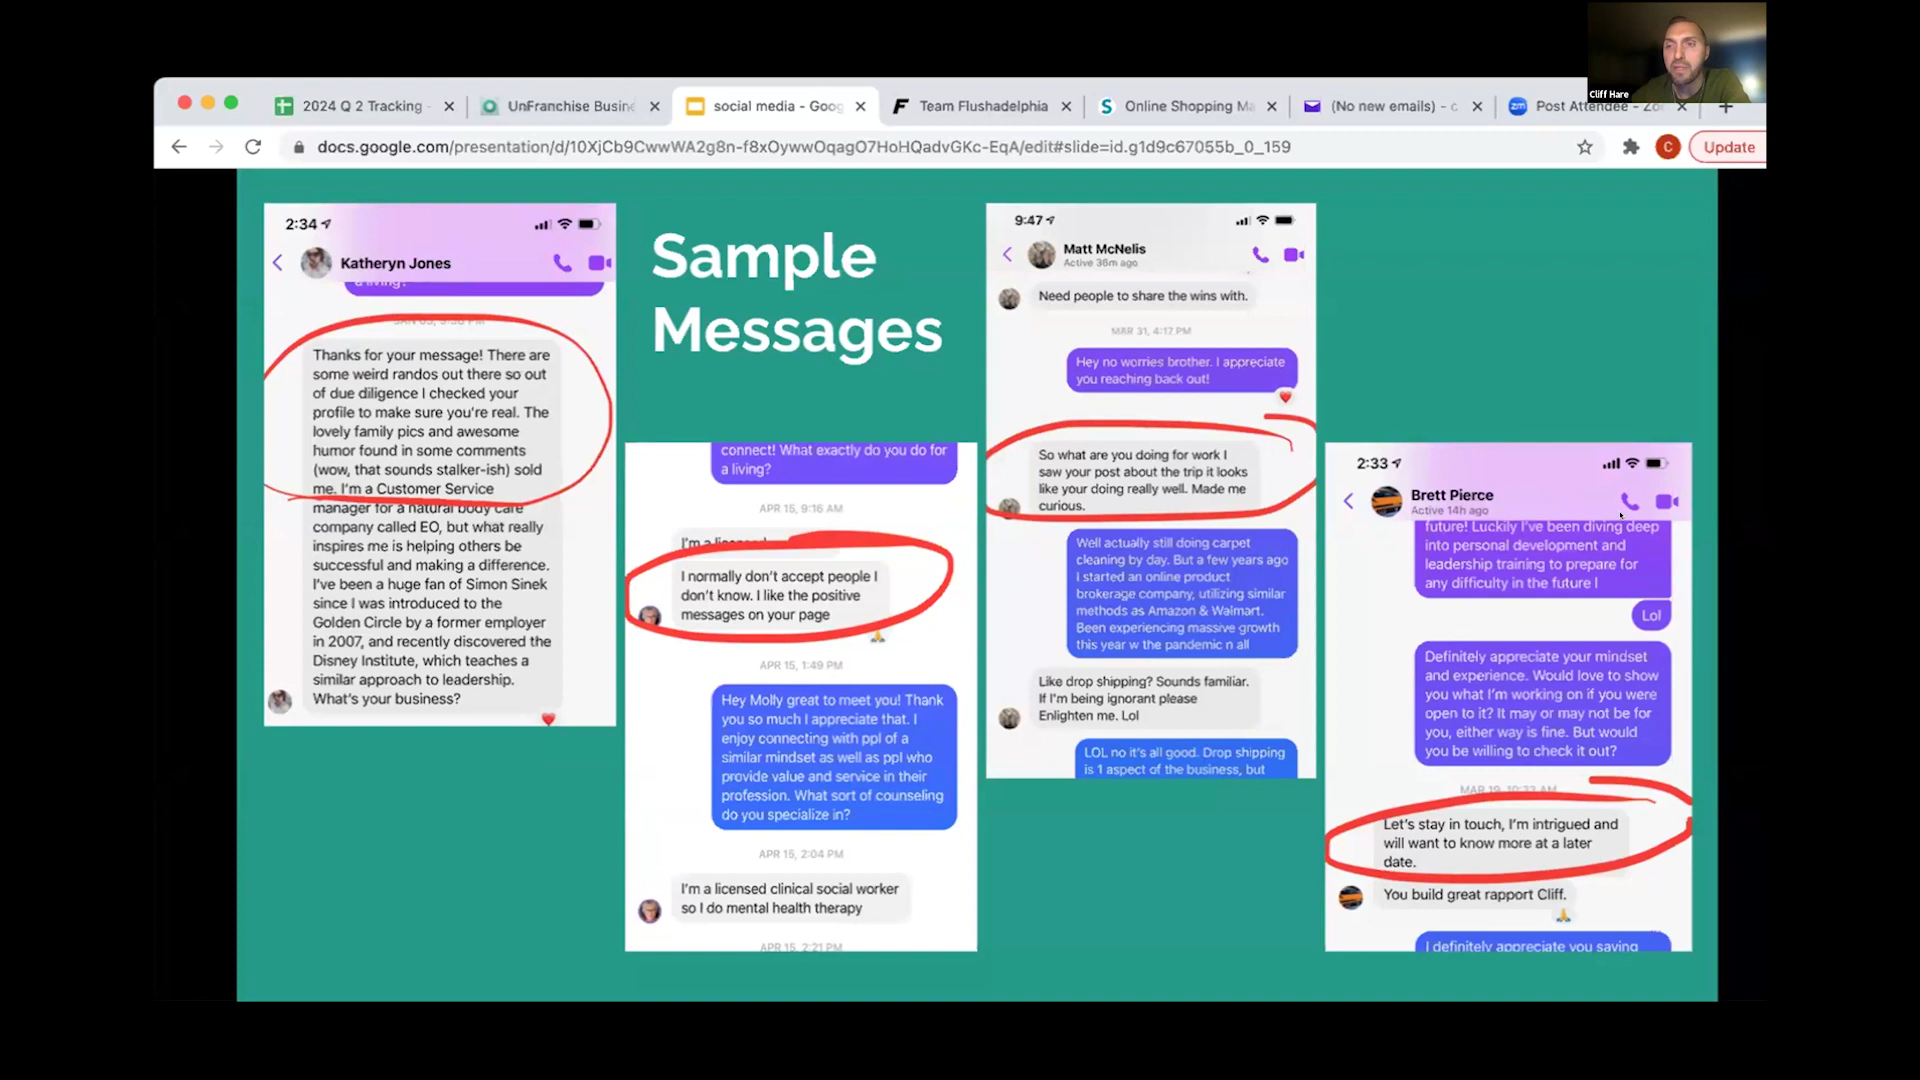 Cliff Hare
2024 Q 2 Tracking -
UnFranchise Busine
social media - Goog
Team Flushadelphia
Online Shopping Ma
(No new emails) - c
Post Attendee - Zo
docs.google.com/presentation/d/10XjCb9CwwWA2g8n-f8xOywwOqagO7HoHQadvGKc-EqA/edit#slide=id.g1d9c67055b_0_159
C
Update
2:34
Katheryn Jones
a living?
Thanks for your message! There are
some weird randos out there so out
of due diligence I checked your
profile to make sure you're real. The
lovely family pics and awesome
humor found in some comments
(wow, that sounds stalker-ish) sold
me. I'm a Customer Service
manager for a natural body care
company called EO, but what really
inspires me is helping others be
successful and making a difference.
I've been a huge fan of Simon Sinek
since I was introduced to the
Golden Circle by a former employer
in 2007, and recently discovered the
Disney Institute, which teaches a
similar approach to leadership.
What's your business?
Sample
Messages
connect! What exactly do you do for
a living?
APR 15, 9:16 AM
I'm a licensed
I normally don't accept people I
don't know. I like the positive
messages on your page
APR 15, 1:49 PM
Hey Molly great to meet you! Thank
you so much I appreciate that. I
enjoy connecting with ppl of a
similar mindset as well as ppl who
provide value and service in their
profession. What sort of counseling
do you specialize in?
APR 15, 2:04 PM
I'm a licensed clinical social worker
so I do mental health therapy
APR 15, 2:21 PM
9:47
Matt McNelis
Active 36m ago
Need people to share the wins with.
MAR 31, 4:17 PM
Hey no worries brother. I appreciate
you reaching back out!
So what are you doing for work I
saw your post about the trip it looks
like your doing really well. Made me
curious.
Well actually still doing carpet
cleaning by day. But a few years ago
I started an online product
brokerage company, utilizing similar
methods as Amazon & Walmart.
Been experiencing massive growth
this year w the pandemic n all
Like drop shipping? Sounds familiar.
If I'm being ignorant please
Enlighten me. Lol
LOL no it's all good. Drop shipping
is 1 aspect of the business, but
2:33
Brett Pierce
Active 14h ago
future! Luckily I've been diving deep
into personal development and
leadership training to prepare for
any difficulty in the future I
Lol
Definitely appreciate your mindset
and experience. Would love to show
you what I'm working on if you were
open to it? It may or may not be for
you, either way is fine. But would
you be willing to check it out?
MAR 19, 10:33 AM
Let's stay in touch, I'm intrigued and
will want to know more at a later
date.
You build great rapport Cliff.
I definitely appreciate you saying